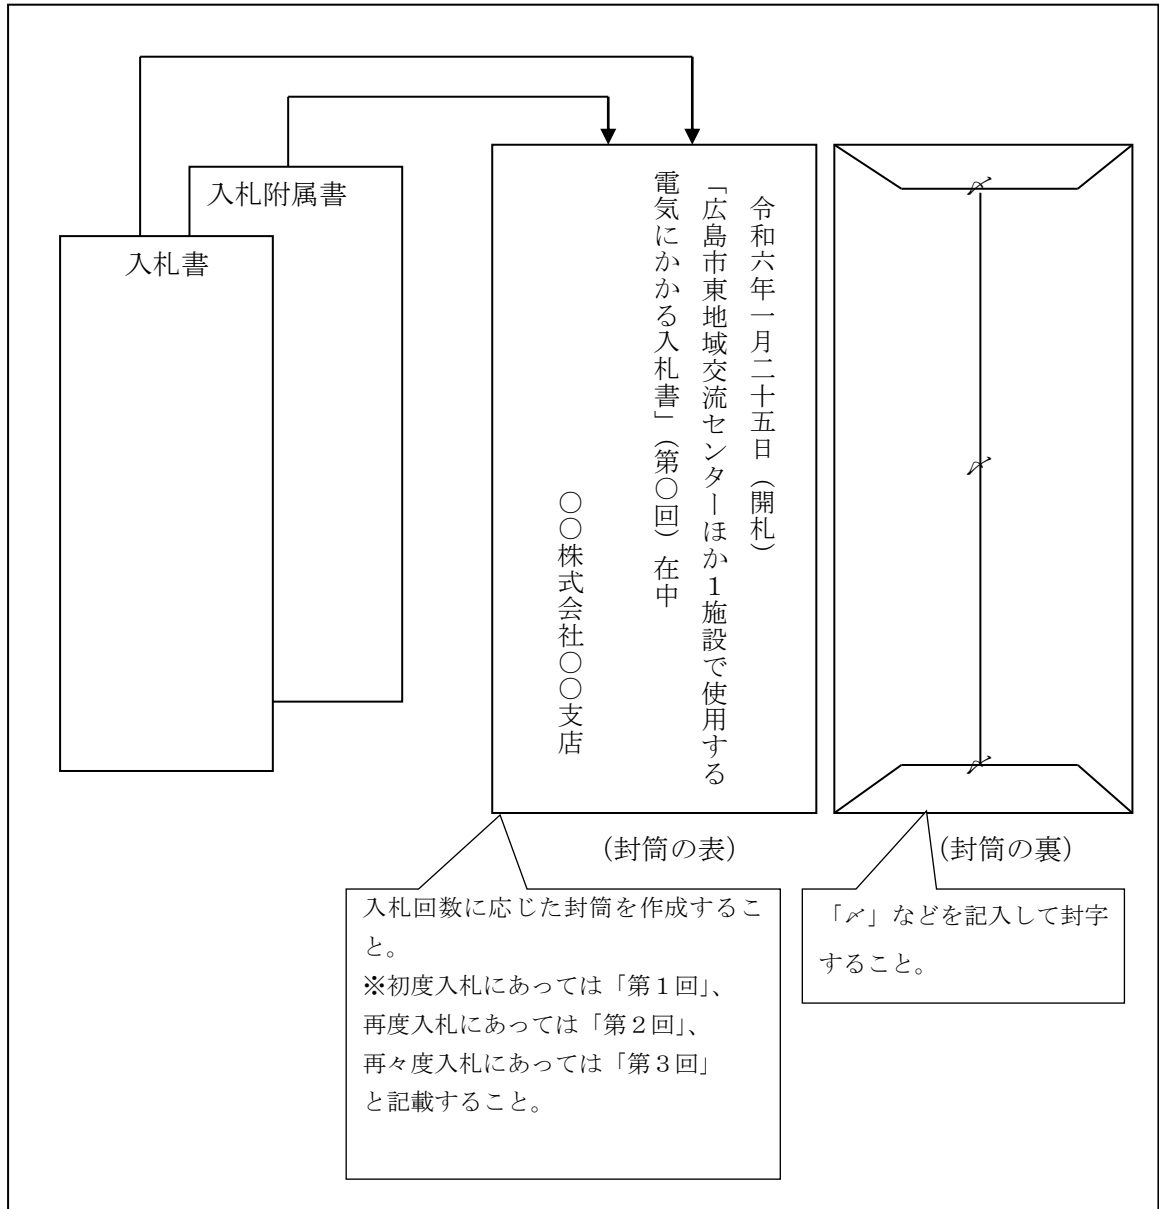 入札附属書
入札書
令和六年一月二十五日（開札）
「広島市東地域交流センターほか１施設で使用する
電気にかかる入札書」（第〇回）在中
〇〇株式会社〇〇支店
〆
〆
〆
（封筒の表）
（封筒の裏）
入札回数に応じた封筒を作成するこ
と。
※初度入札にあっては「第１回」、
再度入札にあっては「第２回」、
再々度入札にあっては「第３回」
と記載すること。
「〆」などを記入して封字
すること。